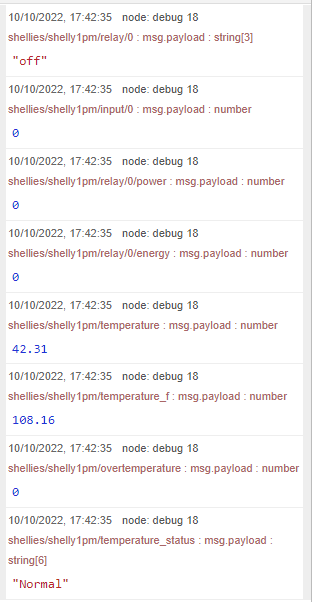 10/10/2022, 17:42:35 node: debug 18
shellies/shelly1pm/relay/0 : msg.payload : string[3]
"off"
10/10/2022, 17:42:35 node: debug 18
shellies/shelly1pm/input/0 : msg.payload : number
0
10/10/2022, 17:42:35 node: debug 18
shellies/shelly1pm/relay/0/power : msg.payload : number
0
10/10/2022, 17:42:35 node: debug 18
shellies/shelly1pm/relay/0/energy : msg.payload : number
0
10/10/2022, 17:42:35 node: debug 18
shellies/shelly1pm/temperature : msg.payload : number
42.31
10/10/2022, 17:42:35 node: debug 18
shellies/shelly1pm/temperature_f : msg.payload : number
108.16
10/10/2022, 17:42:35 node: debug 18
shellies/shelly1pm/overtemperature : msg.payload : number
0
10/10/2022, 17:42:35 node: debug 18
shellies/shelly1pm/temperature_status : msg.payload :
string[6]
"Normal"